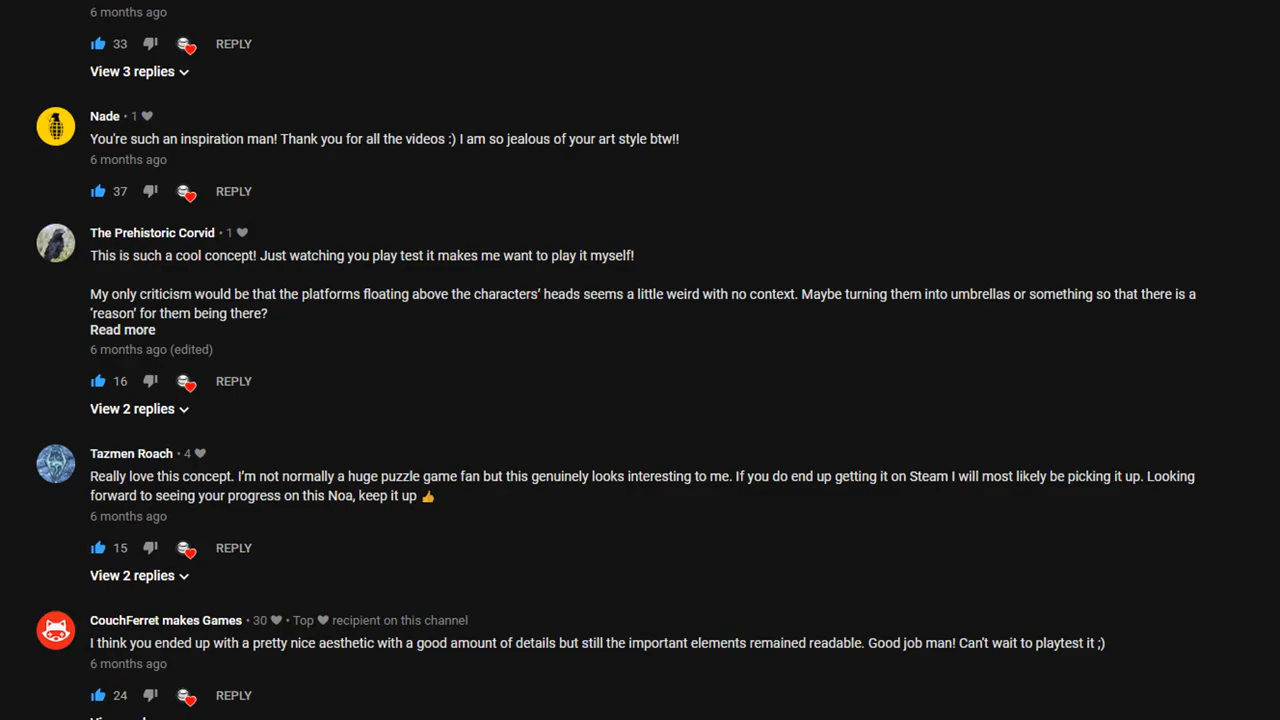 6 months ago
33 REPLY
View 3 replies
Nade • 1
You're such an inspiration man! Thank you for all the videos :) I am so jealous of your art style btw!!
6 months ago
37 REPLY
The Prehistoric Corvid • 1
This is such a cool concept! Just watching you play test it makes me want to play it myself!
My only criticism would be that the platforms floating above the characters’ heads seems a little weird with no context. Maybe turning them into umbrellas or something so that there is a
‘reason’ for them being there?
Read more
6 months ago (edited)
16 REPLY
View 2 replies
Tazmen Roach • 4
Really love this concept. I’m not normally a huge puzzle game fan but this genuinely looks interesting to me. If you do end up getting it on Steam I will most likely be picking it up. Looking
forward to seeing your progress on this Noa, keep it up 👍
6 months ago
15 REPLY
View 2 replies
CouchFerret makes Games • 30 • Top recipient on this channel
I think you ended up with a pretty nice aesthetic with a good amount of details but still the important elements remained readable. Good job man! Can't wait to playtest it ;)
6 months ago
24 REPLY